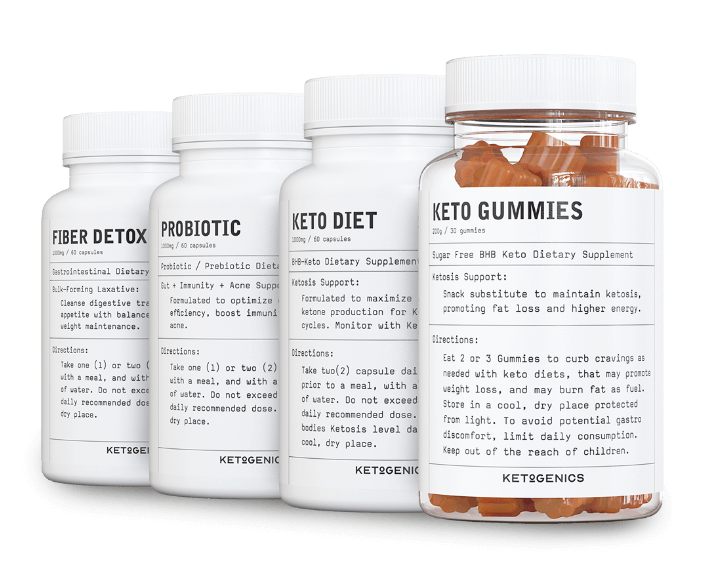 FIBER DETOX
1000mg / 60 capsules
Gastrointestinal Dietary
Bulk-Forming Laxative:
Cleanse digestive tra
appetite with balance
weight maintenance.
Directions:
Take one (1) or two (
with a meal, and with
of water. Do not exceed
daily recommended dose
dry place.
KETOGENICS
PROBIOTIC
1000mg / 60 capsules
Probiotic / Prebiotic Dieta
Gut + Immunity + Acne Suppo
Formulated to optimize
efficiency, boost immuni
acne.
Directions:
Take one (1) or two (2)
with a meal, and with a
of water. Do not exceed
daily recommended dose.
dry place.
KETOGENICS
KETO DIET
1000mg / 60 capsules
BHB-Keto Dietary Supplement
Ketosis Support:
Formulated to maximize
ketone production for K
cycles. Monitor with Ke
Directions:
Take two(2) capsule dai
prior to a meal, with a
of water. Do not exceed
daily recommended dose.
bodies Ketosis level da
cool, dry place.
KETOGENICS
KETO GUMMIES
200g / 30 gummies
Sugar Free BHB Keto Dietary Supplement
Ketosis Support:
Snack substitute to maintain ketosis,
promoting fat loss and higher energy.
Directions:
Eat 2 or 3 Gummies to curb cravings as
needed with keto diets, that may promote
weight loss, and may burn fat as fuel.
Store in a cool, dry place protected
from light. To avoid potential gastro
discomfort, limit daily consumption.
Keep out of the reach of children.
KETOGENICS